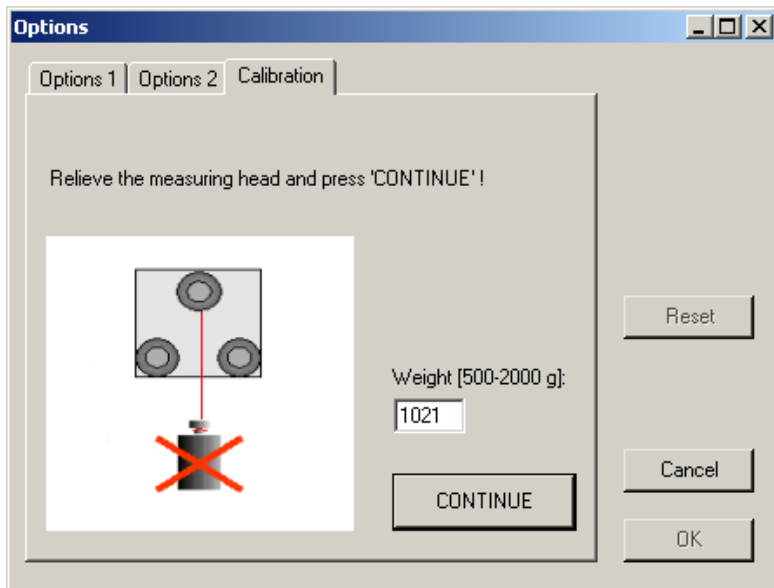 Options
Options 1
Options 2
Calibration
Relieve the measuring head and press 'CONTINUE' !
Reset
Weight [500-2000 g]:
1021
Cancel
CONTINUE
OK